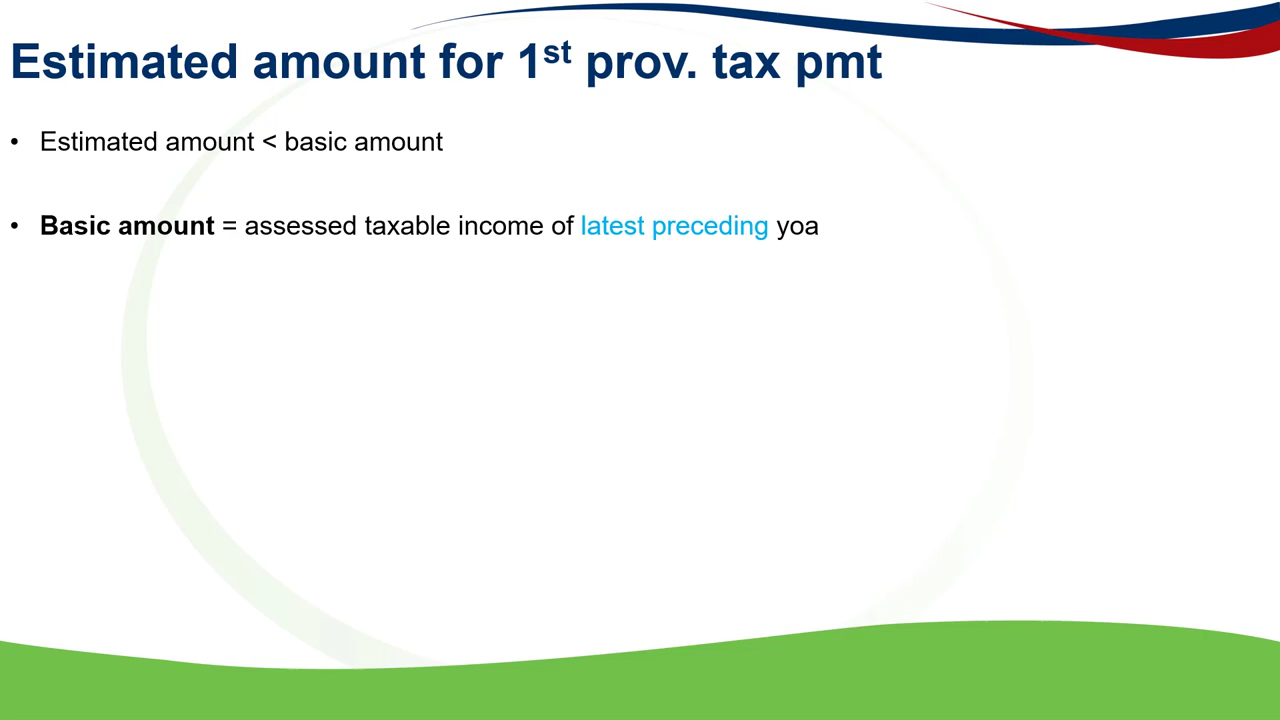 Estimated amount for 1st prov. tax pmt
• Estimated amount < basic amount
• Basic amount = assessed taxable income of latest preceding yoa